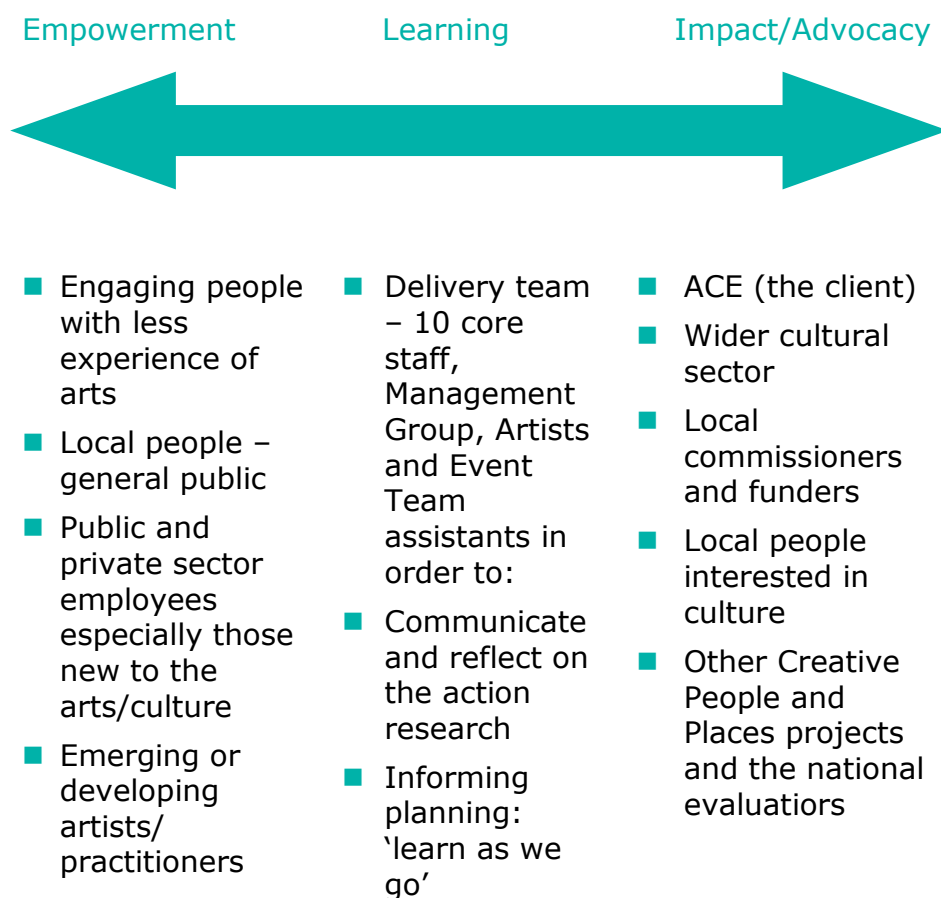 Empowerment
Learning
Impact/Advocacy
Engaging people
with less
experience of
arts
Local people –
general public
Public and
private sector
employees
especially those
new to the
arts/culture
Emerging or
developing
artists/
practitioners
Delivery team
– 10 core
staff,
Management
Group, Artists
and Event
Team
assistants in
order to:
Communicate
and reflect on
the action
research
Informing
planning:
‘learn as we
go’
ACE (the client)
Wider cultural
sector
Local
commissioners
and funders
Local people
interested in
culture
Other Creative
People and
Places projects
and the national
evaluatiors